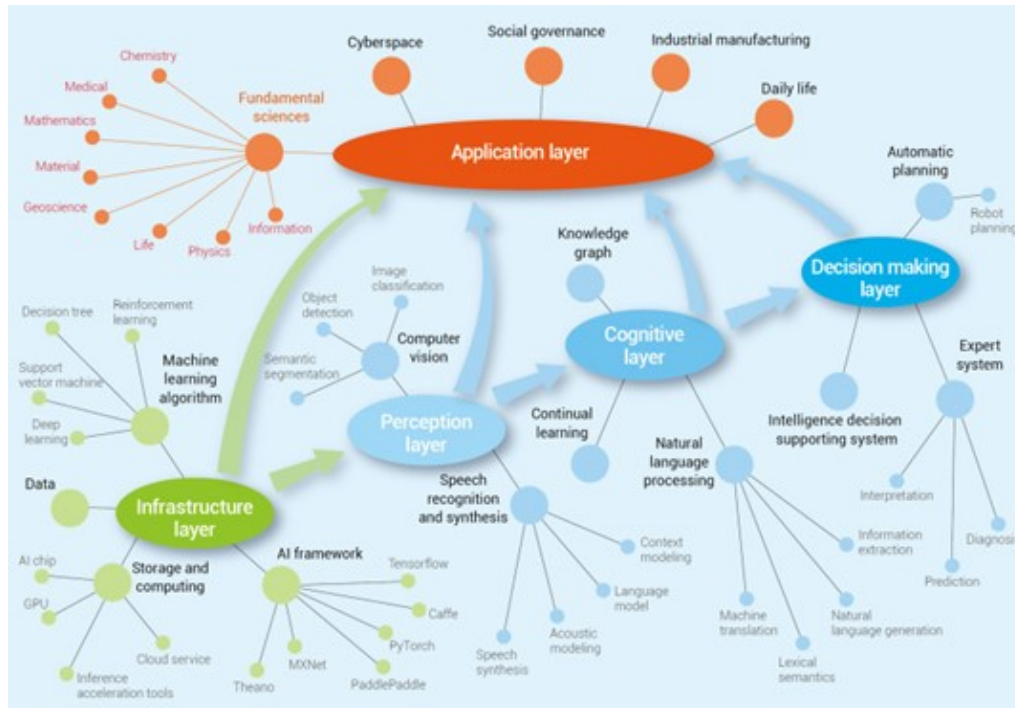 Cyberspace
Social governance
Industrial manufacturing
Daily life
Chemistry
Medical
Mathematics
Material
Geoscience
Life
Physics
Information
Fundamental
sciences
Application layer
Automatic
planning
Robot
planning
Knowledge
graph
Decision making
layer
Image
classification
Object
detection
Semantic
segmentation
Computer
vision
Cognitive
layer
Decision tree
Reinforcement
learning
Support
vector machine
Deep
learning
Machine
learning
algorithm
Perception
layer
Continual
learning
Natural
language
processing
Intelligence decision
supporting system
Expert
system
Data
Infrastructure
layer
Speech
recognition
and synthesis
Interpretation
Information
extraction
Diagnosis
Prediction
AI chip
GPU
Storage and
computing
Inference
acceleration tools
Cloud service
AI framework
Tensorflow
Caffe
PyTorch
PaddlePaddle
MXNet
Theano
Context
modeling
Language
model
Acoustic
modeling
Speech
synthesis
Machine
translation
Lexical
semantics
Natural
language generation